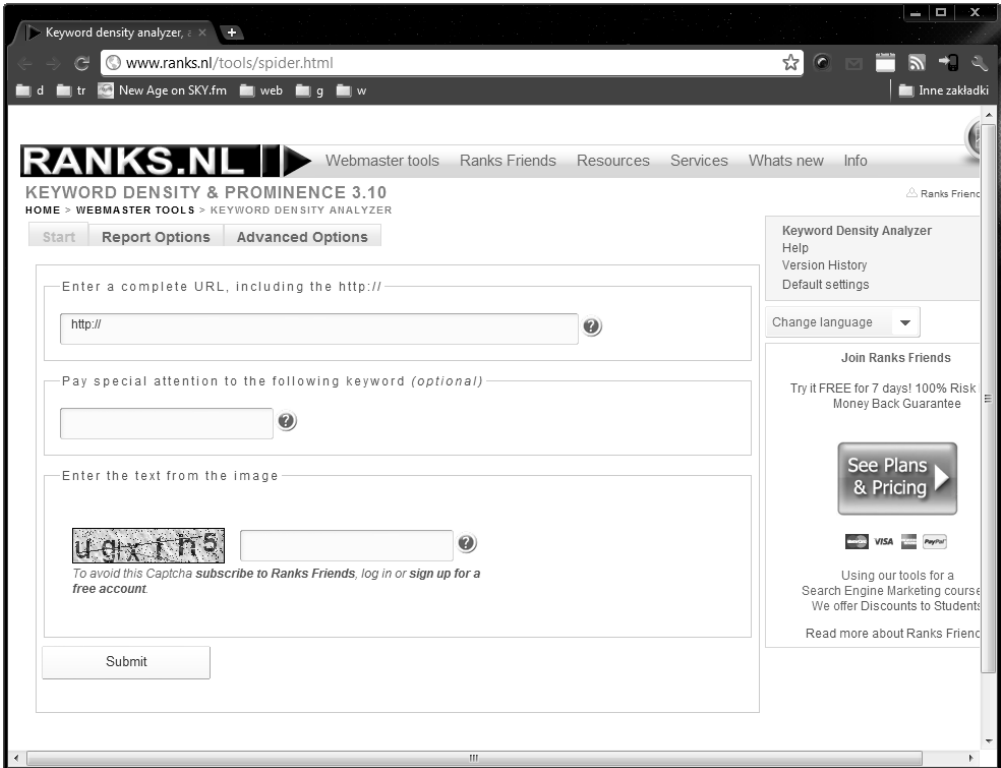 Keyword density analyzer, a
www.ranks.nl/tools/spider.html
d tr New Age on SKY.fm web g w Inne zakładki
RANKS.NL Webmaster tools Ranks Friends Resources Services Whats new Info
KEYWORD DENSITY & PROMINENCE 3.10
Ranks Frienc
HOME > WEBMASTER TOOLS > KEYWORD DENSITY ANALYZER
Start Report Options Advanced Options
Enter a complete URL, including the http://
http://
Pay special attention to the following keyword (optional)
Enter the text from the image
To avoid this Captcha subscribe to Ranks Friends, log in or sign up for a
free account.
Submit
Keyword Density Analyzer
Help
Version History
Default settings
Change language
Join Ranks Friends
Try it FREE for 7 days! 100% Risk
Money Back Guarantee
See Plans
& Pricing
VISA PayPal
Using our tools for a
Search Engine Marketing course
We offer Discounts to Students
Read more about Ranks Frienc